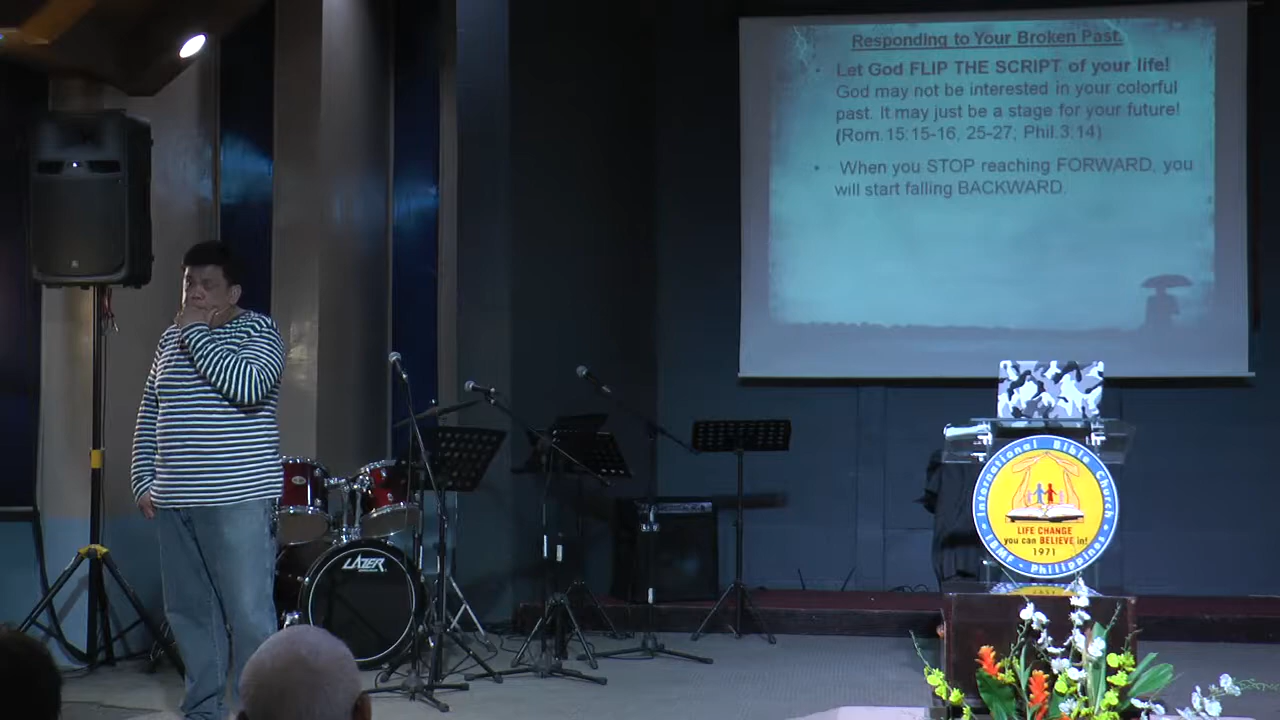 Responding to Your Broken Past.
• Let God FLIP THE SCRIPT of your life!
God may not be interested in your colorful
past. It may just be a stage for your future!
(Rom.15:15-16, 25-27; Phil.3:14)
• When you STOP reaching FORWARD, you
will start falling BACKWARD.
LAZER
International Bible Church
LIFE CHANGE
you can BELIEVE in!
1971
• IBMF - Philippines •